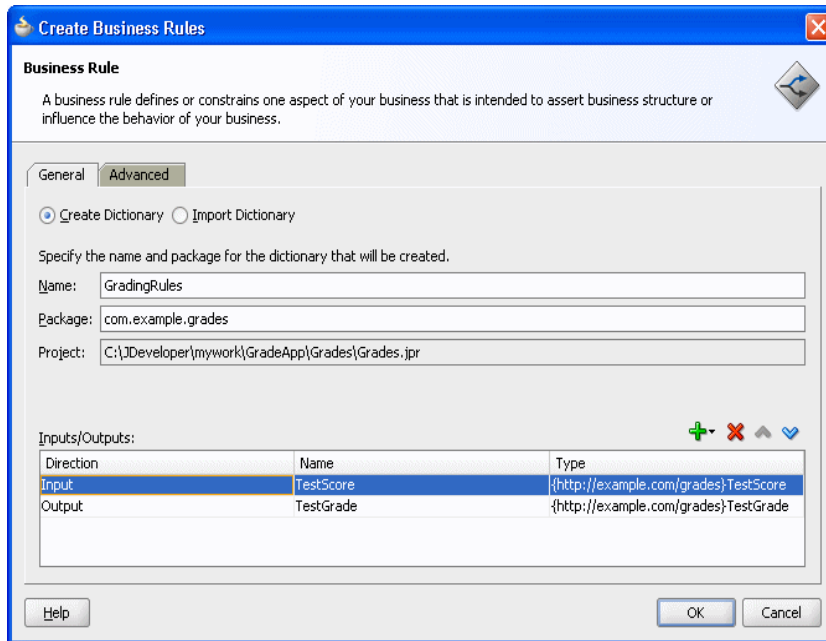 Create Business Rules
Business Rule
A business rule defines or constrains one aspect of your business that is intended to assert business structure or
influence the behavior of your business.
General Advanced
Create Dictionary Import Dictionary
Specify the name and package for the dictionary that will be created.
Name: GradingRules
Package: com.example.grades
Project: C:\JDeveloper\mywork\GradeApp\Grades\Grades.jpr
Inputs/Outputs:
Direction Name Type
Input TestScore {http://example.com/grades}TestScore
Output TestGrade {http://example.com/grades}TestGrade
Help OK Cancel